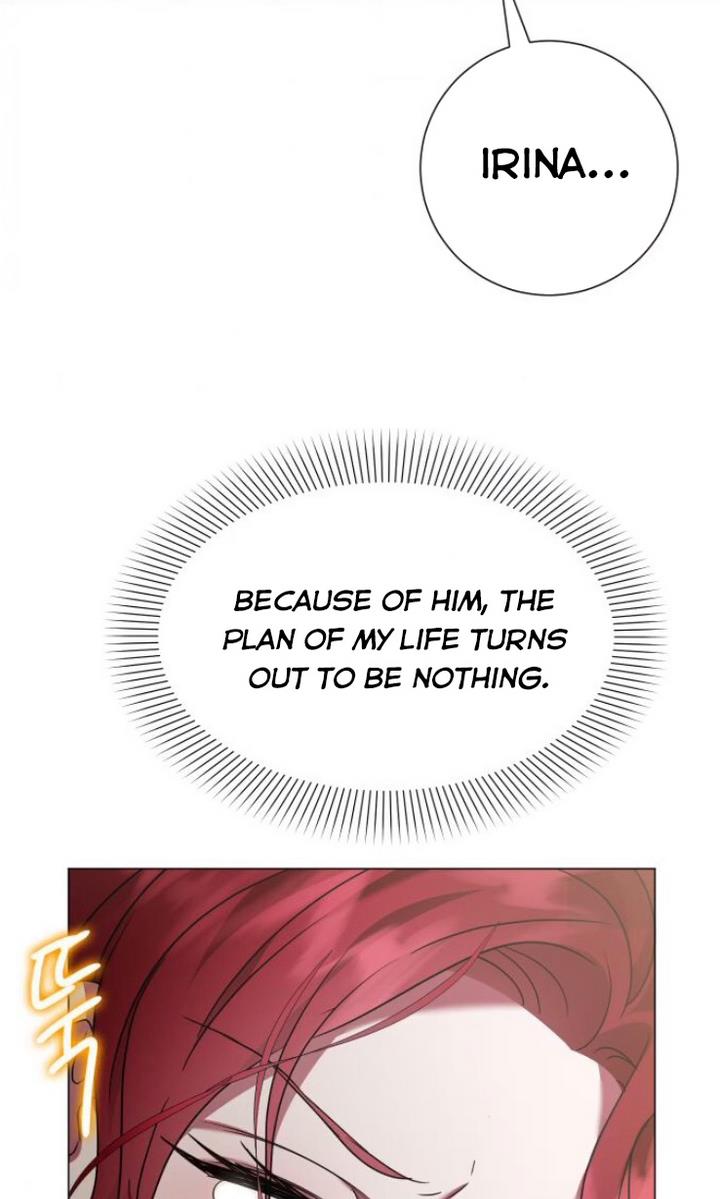 IRINA...
BECAUSE OF HIM, THE
PLAN OF MY LIFE TURNS
OUT TO BE NOTHING.
뚝